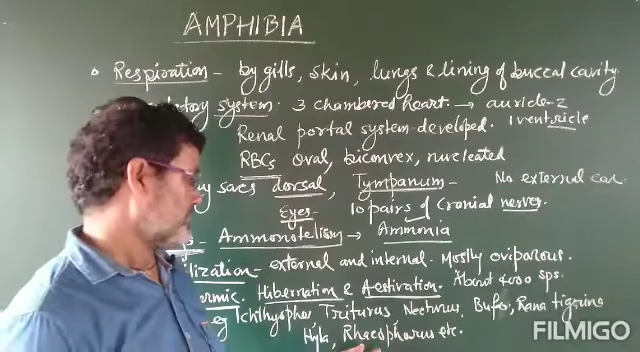 AMPHIBIA
Respiration - by gills, skin, lungs & lining of buccal cavity
system: 3 chambered heart. → auricle-2
Renal portal system developed. 1 ventricle
RBCs oval, biconvex, nucleated
sacs dorsal, Tympanum - No external ear
Eyes - 10 pairs of Cranial nerves.
Ammonotelism → Ammonia
external and internal. Mostly oviparous.
Hibernation & Aestivation. About 4000 sps.
eg Ichthyophis Triturus Necturus, Bufo, Rana tigrina
Hyla, Rhacophorus etc.
FILMIGO